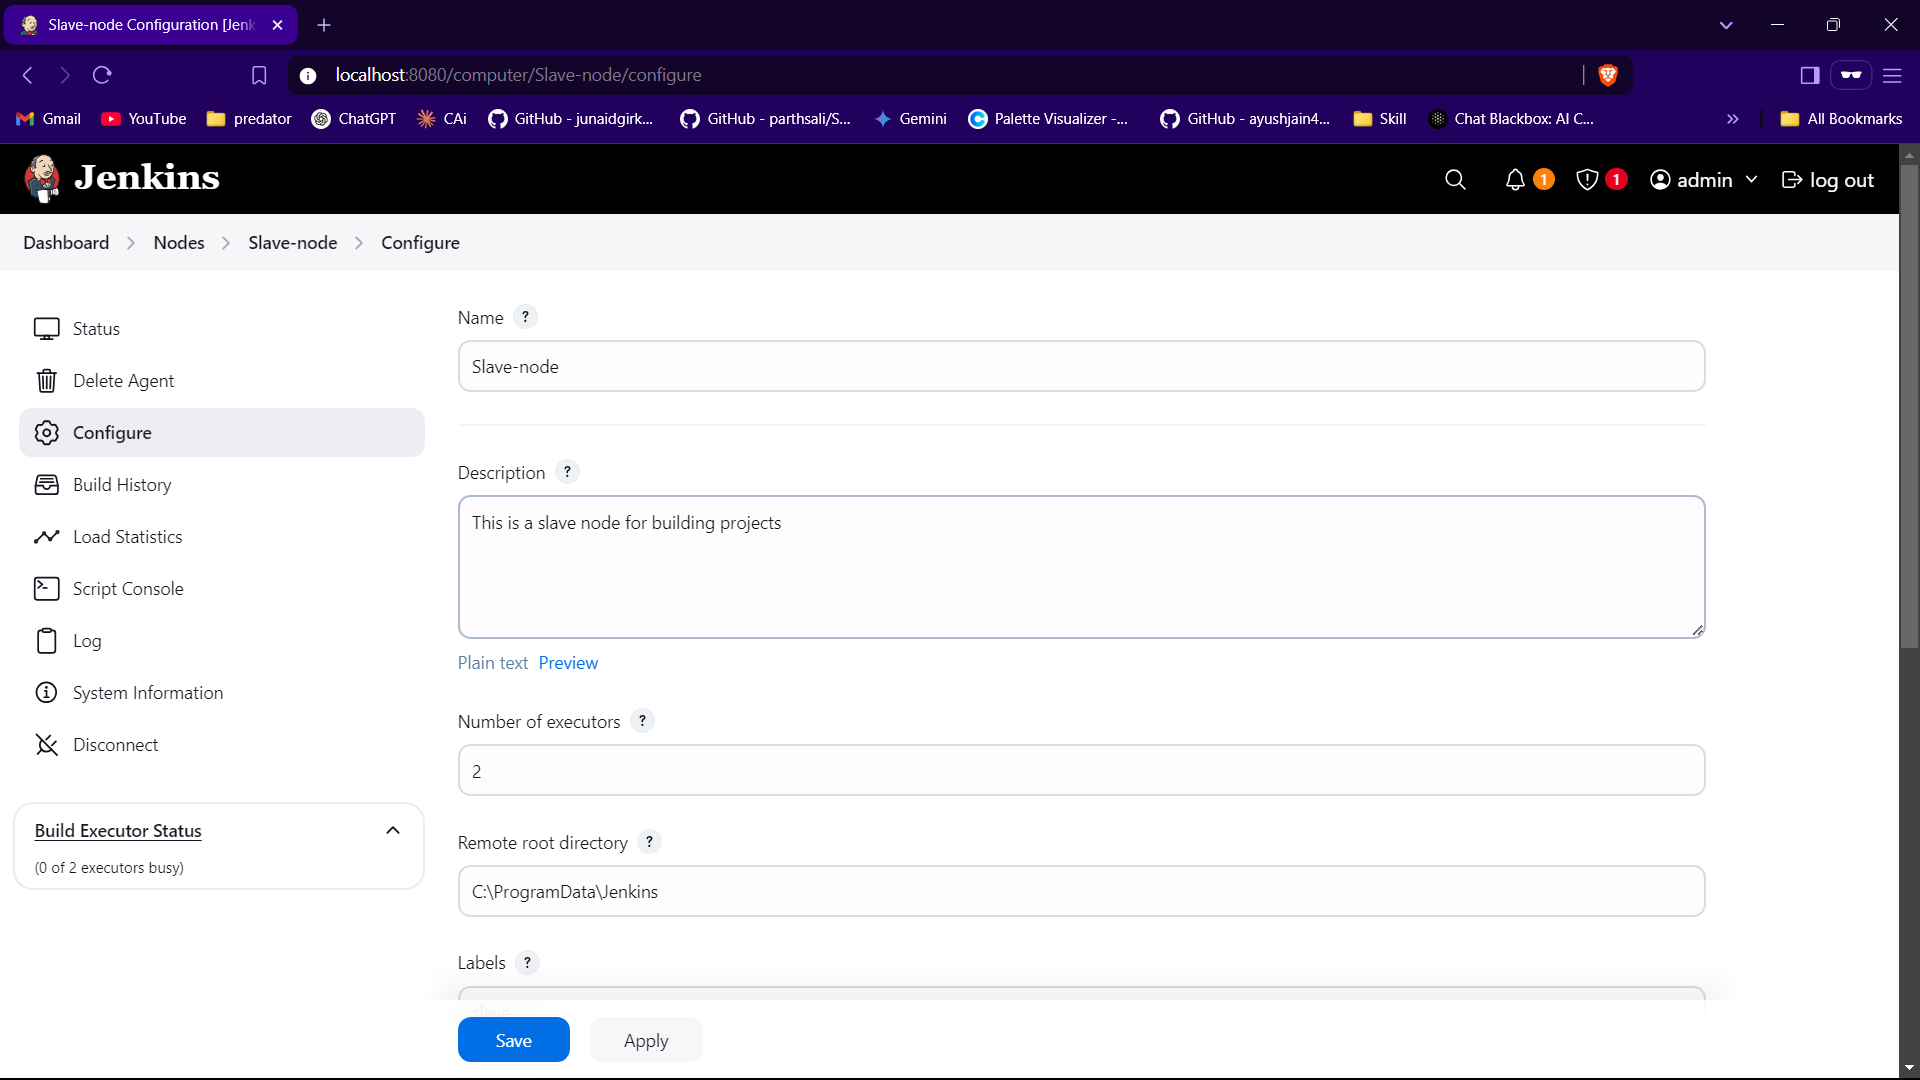 Slave-node Configuration [Jenk
localhost:8080/computer/Slave-node/configure
Gmail YouTube predator ChatGPT CAi GitHub - junaidgirk... GitHub - parthsali/S... Gemini Palette Visualizer -... GitHub - ayushjain4... Skill Chat Blackbox: AI C... » All Bookmarks
Jenkins
1 1 admin log out
Dashboard > Nodes > Slave-node > Configure
Status
Delete Agent
Configure
Build History
Load Statistics
Script Console
Log
System Information
Disconnect
Build Executor Status
(0 of 2 executors busy)
Name ?
Slave-node
Description ?
This is a slave node for building projects
Plain text Preview
Number of executors ?
2
Remote root directory ?
C:\ProgramData\Jenkins
Labels ?
slave
Save Apply